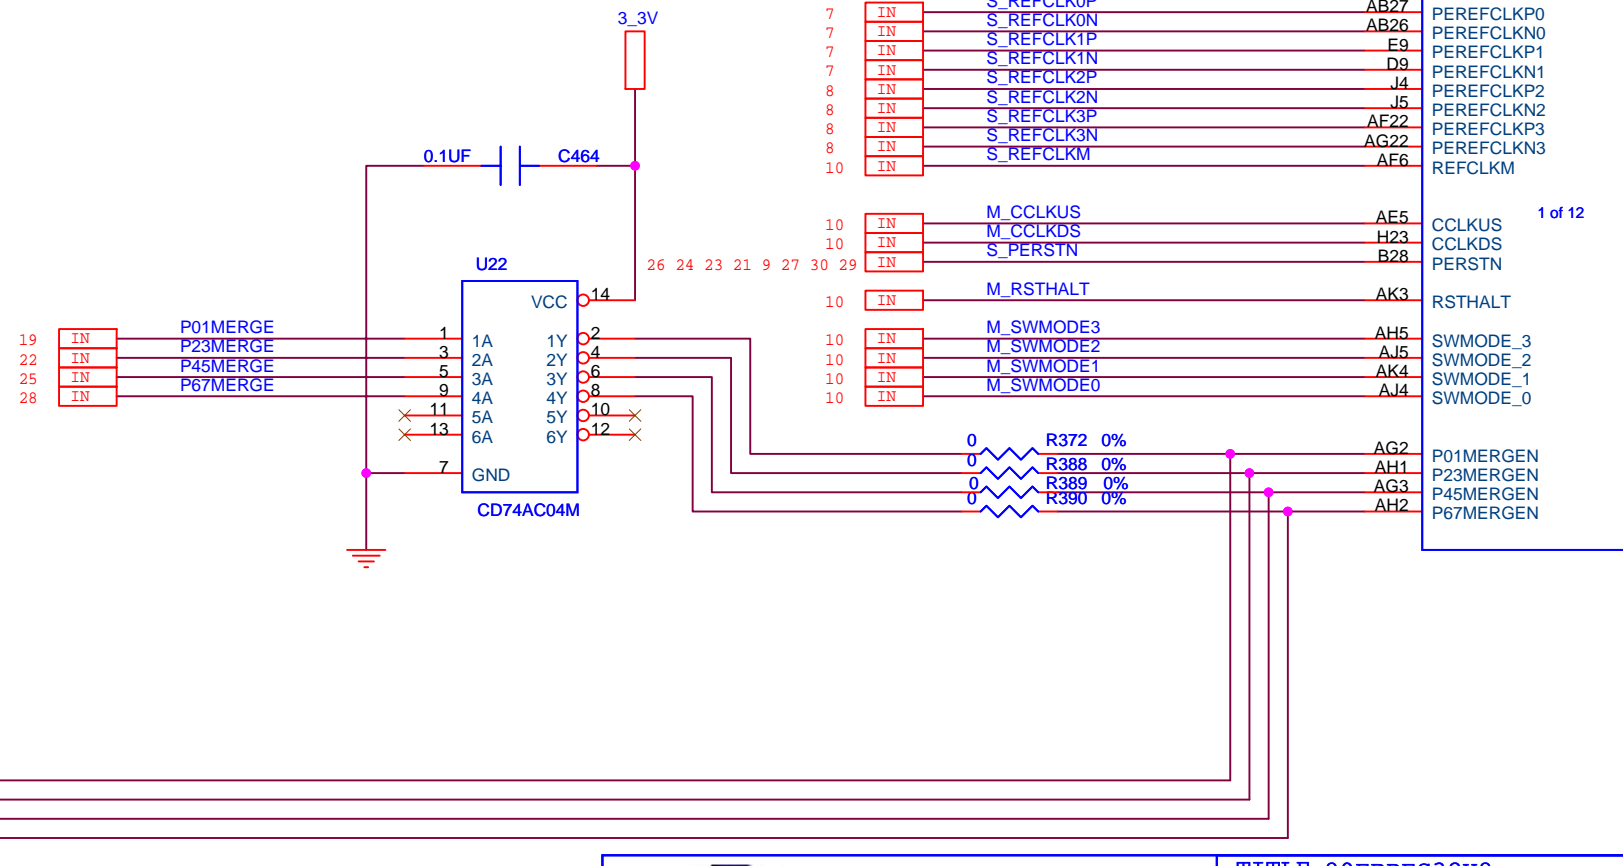 3_3V
0.1UF C464
U22
VCC 14
19 IN P01MERGE 1 1A 1Y 2
22 IN P23MERGE 3 2A 2Y 4
25 IN P45MERGE 5 3A 3Y 6
28 IN P67MERGE 9 4A 4Y 8
11 5A 5Y 10
13 6A 6Y 12
7 GND
CD74AC04M
7 IN S_REFCLK0P AB27 PEREFCLKP0
7 IN S_REFCLK0N AB26 PEREFCLKN0
7 IN S_REFCLK1P E9 PEREFCLKP1
7 IN S_REFCLK1N D9 PEREFCLKN1
8 IN S_REFCLK2P J4 PEREFCLKP2
8 IN S_REFCLK2N J5 PEREFCLKN2
8 IN S_REFCLK3P AF22 PEREFCLKP3
8 IN S_REFCLK3N AG22 PEREFCLKN3
10 IN S_REFCLKM AF6 REFCLKM
1 of 12
10 IN M_CCLKUS AE5 CCLKUS
10 IN M_CCLKDS H23 CCLKDS
26 24 23 21 9 27 30 29 IN S_PERSTN B28 PERSTN
10 IN M_RSTHALT AK3 RSTHALT
10 IN M_SWMODE3 AH5 SWMODE_3
10 IN M_SWMODE2 AJ5 SWMODE_2
10 IN M_SWMODE1 AK4 SWMODE_1
10 IN M_SWMODE0 AJ4 SWMODE_0
0 R372 0% AG2 P01MERGEN
0 R388 0% AH1 P23MERGEN
0 R389 0% AG3 P45MERGEN
0 R390 0% AH2 P67MERGEN